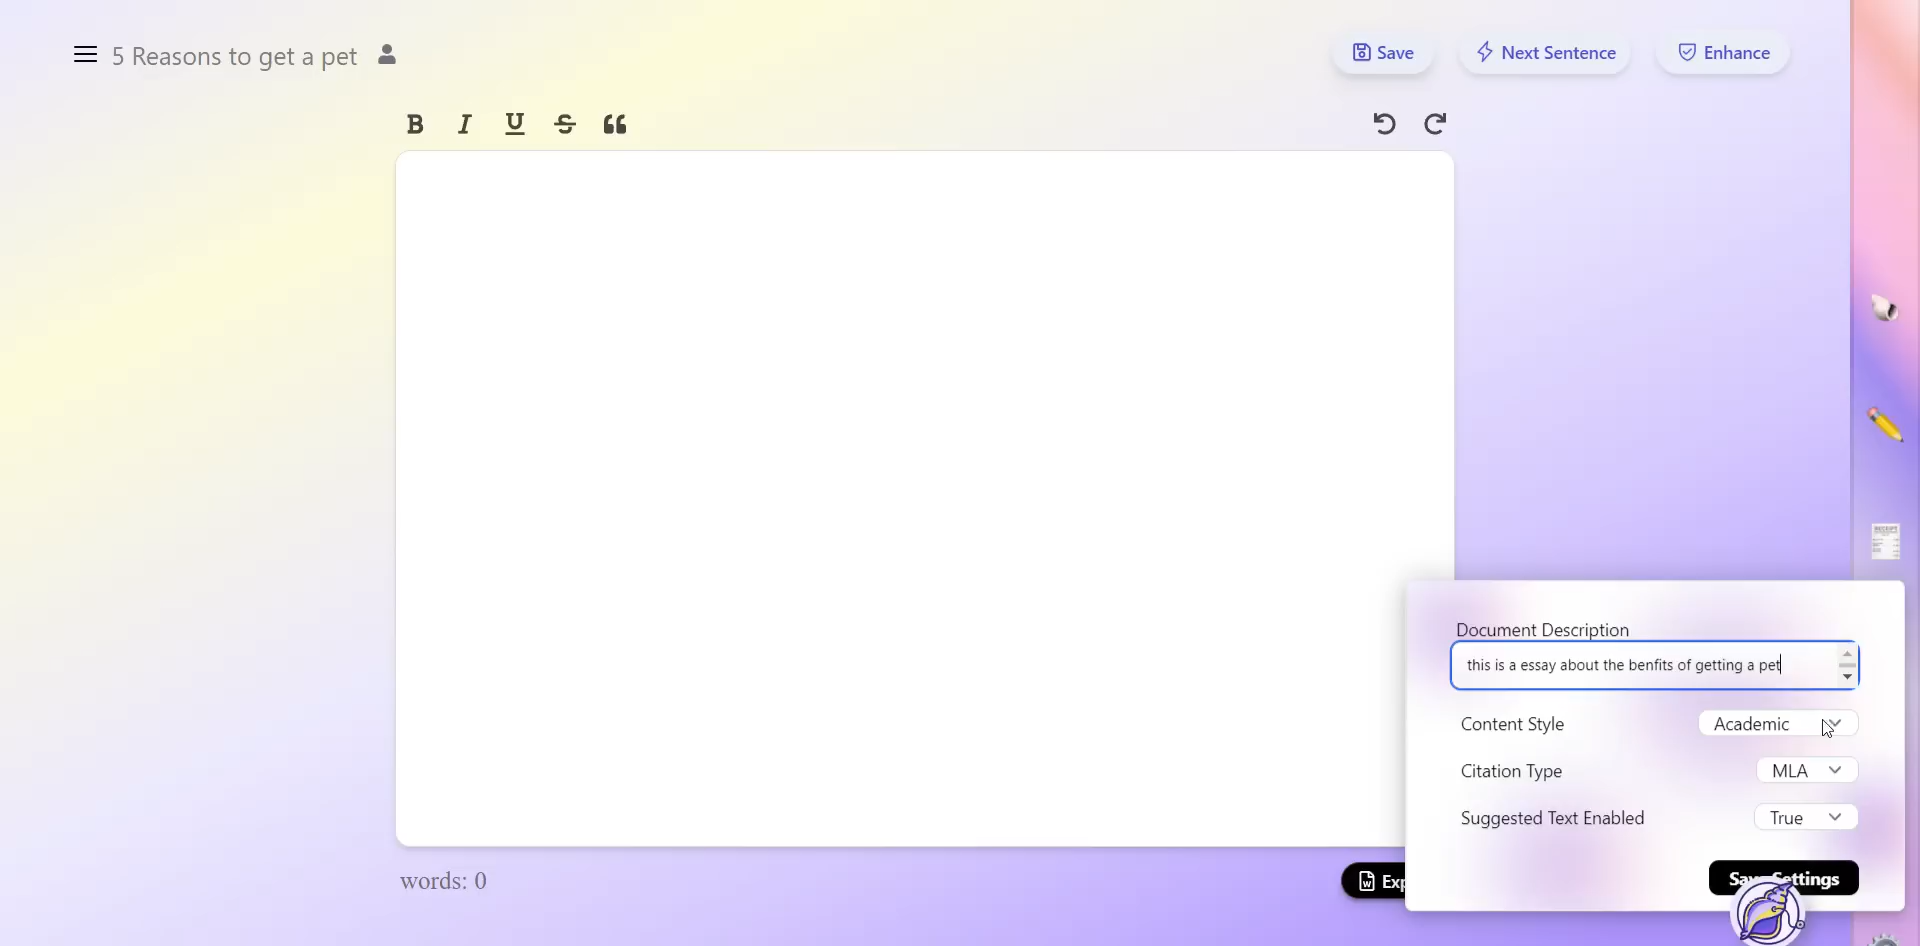 5 Reasons to get a pet
Save
Next Sentence
Enhance
B I U S
Document Description
this is a essay about the benfits of getting a pet
Content Style
Academic
Citation Type
MLA
Suggested Text Enabled
True
Settings
words: 0